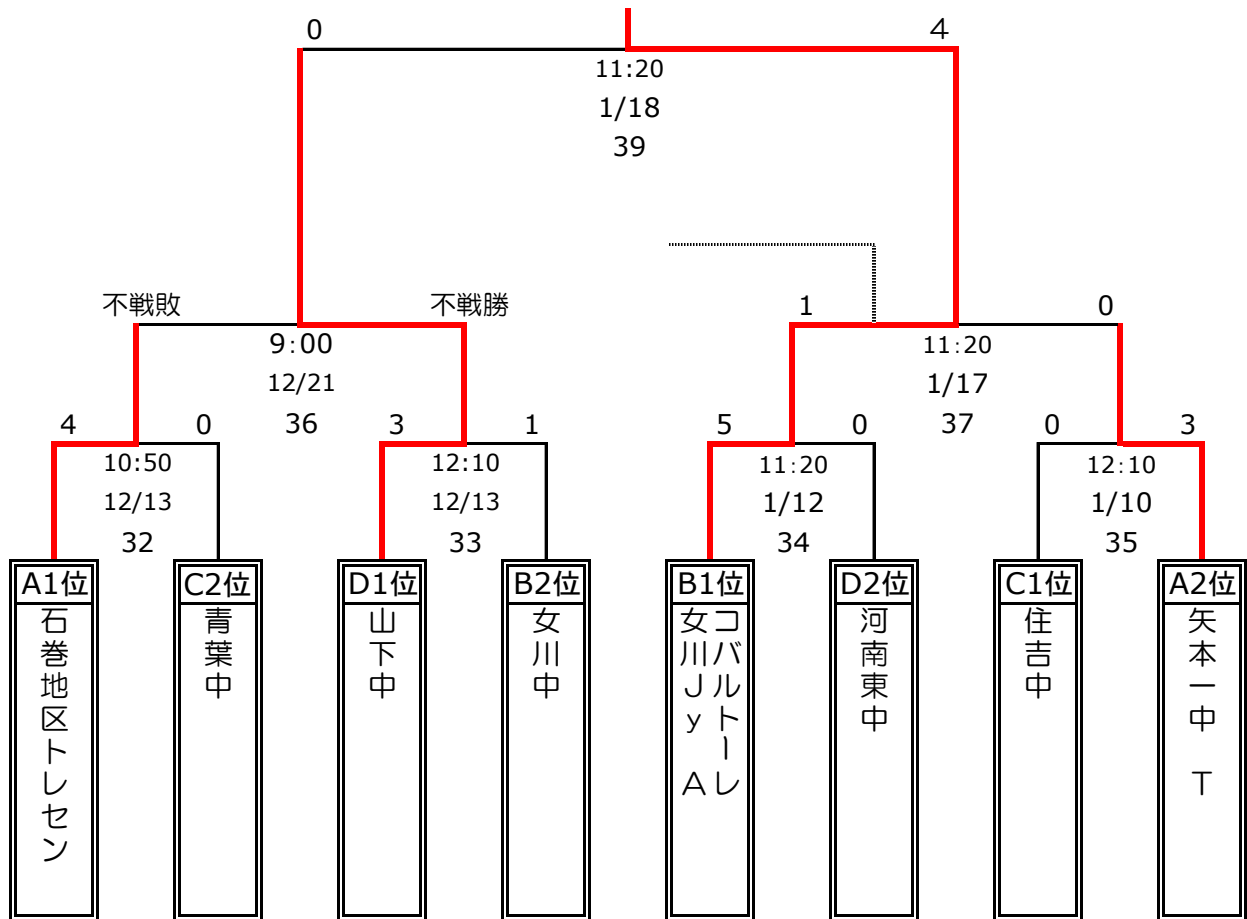 0
４
11:20
1/18
39
不戦敗
不戦勝
1
0
9:00
12/21
36
11:20
1/17
37
4
0
3
1
5
0
0
3
10:50
12/13
32
12:10
12/13
33
11:20
1/12
34
12:10
1/10
35
A1位
C2位
D1位
B2位
B1位
D2位
C1位
A2位
石巻地区トレセン
青葉中
山下中
女川中
コバルトーレ
女川Ｊｙ　Ａ
河南東中
住吉中
矢本一中　Ｔ